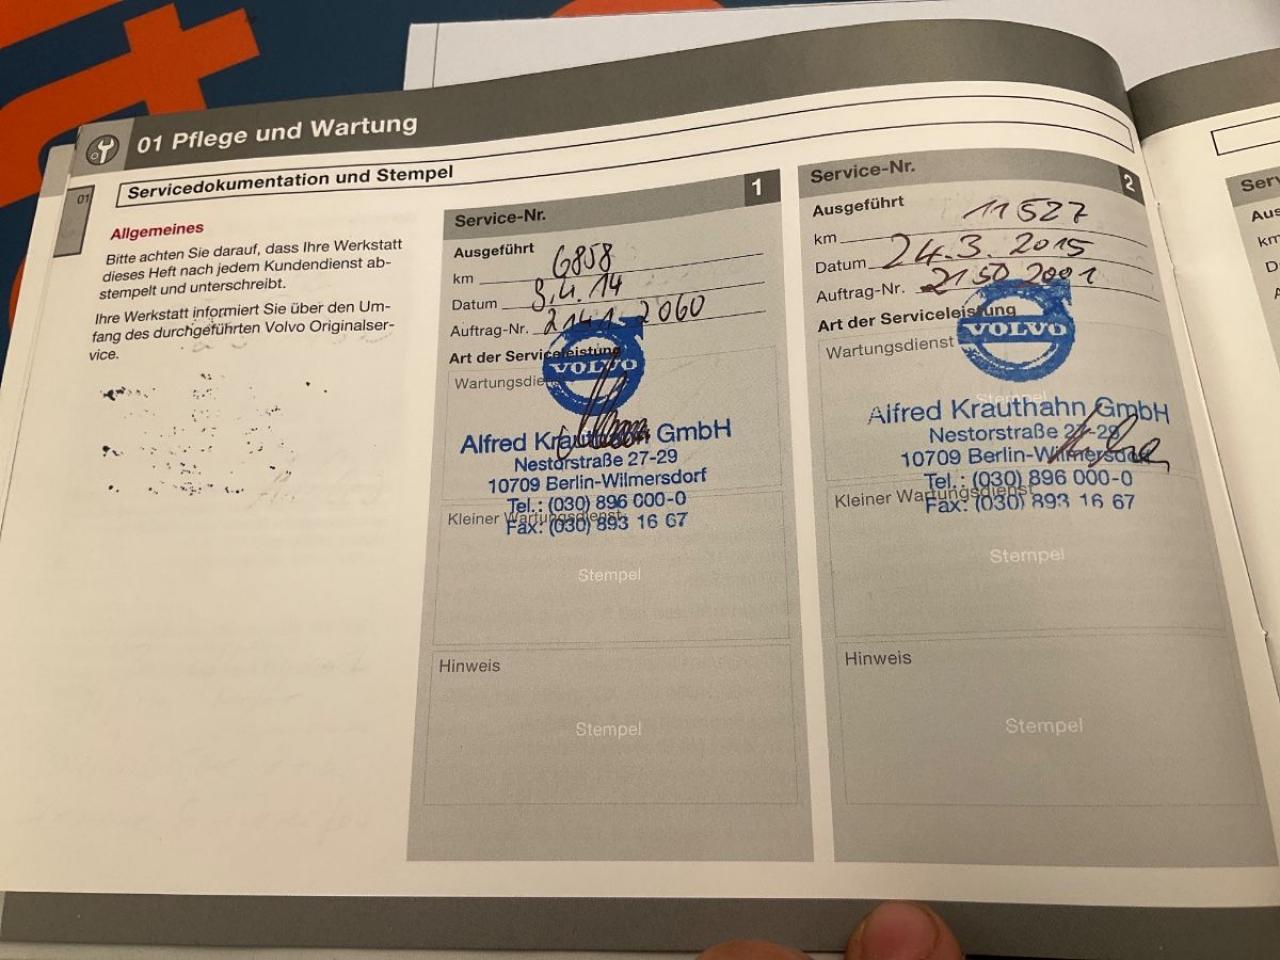 01 Pflege und Wartung
01
Servicedokumentation und Stempel
Allgemeines
Bitte achten Sie darauf, dass Ihre Werkstatt
dieses Heft nach jedem Kundendienst ab-
stempelt und unterschreibt.
Ihre Werkstatt informiert Sie über den Um-
fang des durchgeführten Volvo Originalser-
vice.
Service-Nr. 1
Ausgeführt
km 6858
Datum 3.4.14
Auftrag-Nr. 2141 2060
Art der Serviceleistung
Wartungsdienst
VOLVO
Alfred Krauthahn GmbH
Nestorstraße 27-29
10709 Berlin-Wilmersdorf
Tel.: (030) 896 000-0
Kleiner Wartungsdienst
Fax: (030) 893 16 67
Stempel
Hinweis
Stempel
Service-Nr. 2
Ausgeführt
km 11527
Datum 24.3.2015
Auftrag-Nr. 2150 2001
Art der Serviceleistung
Wartungsdienst
VOLVO
Stempel
Alfred Krauthahn GmbH
Nestorstraße 27-29
10709 Berlin-Wilmersdorf
Tel.: (030) 896 000-0
Kleiner Wartungsdienst
Fax: (030) 893 16 67
Stempel
Hinweis
Stempel